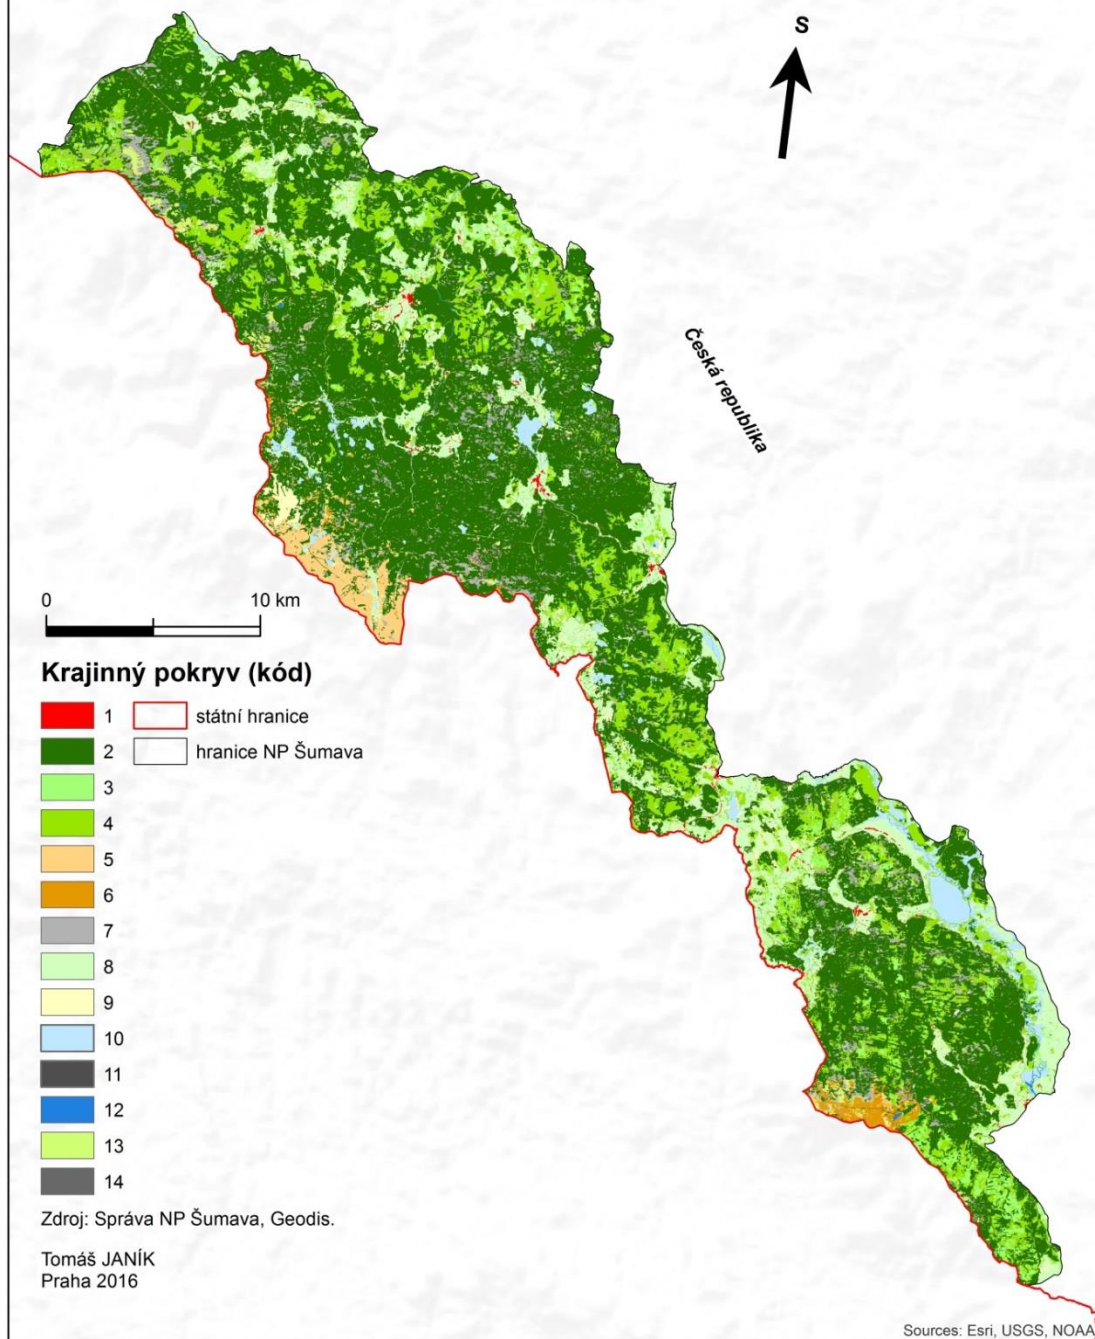 S
Česká republika
0 10 km
Krajinný pokryv (kód)
1 státní hranice
2 hranice NP Šumava
3
4
5
6
7
8
9
10
11
12
13
14
Zdroj: Správa NP Šumava, Geodis.
Tomáš JANÍK
Praha 2016
Sources: Esri, USGS, NOAA